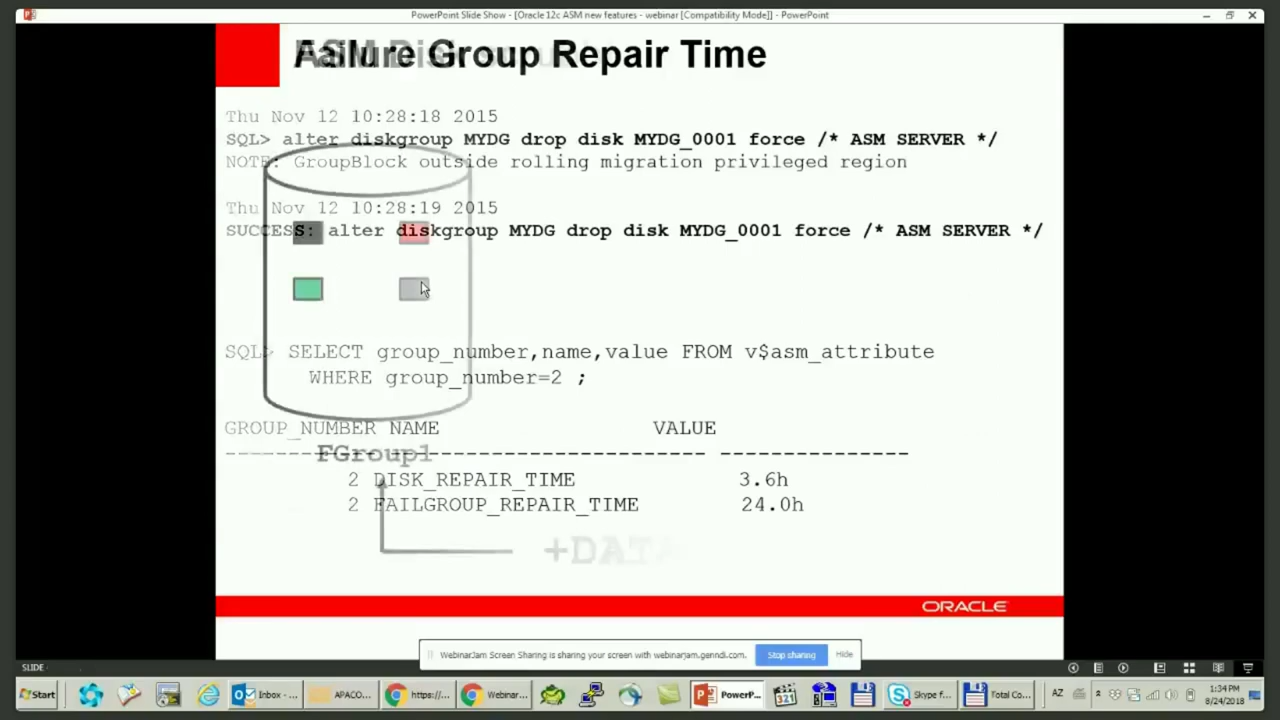 PowerPoint Slide Show - [Oracle 12c ASM new features - webinar [Compatibility Mode]] - PowerPoint
Failure Group Repair Time
Thu Nov 12 10:28:18 2015
SQL> alter diskgroup MYDG drop disk MYDG_0001 force /* ASM SERVER */
NOTE: GroupBlock outside rolling migration privileged region
Thu Nov 12 10:28:19 2015
SUCCESS: alter diskgroup MYDG drop disk MYDG_0001 force /* ASM SERVER */
SQL> SELECT group_number,name,value FROM v$asm_attribute
WHERE group_number=2 ;
GROUP_NUMBER NAME VALUE
FGroup1
2 DISK_REPAIR_TIME 3.6h
2 FAILGROUP_REPAIR_TIME 24.0h
+DATA
ORACLE
WebinarJam Screen Sharing is sharing your screen with webinarjam.genndi.com. Stop sharing Hide
SLIDE
Start Inbox - ... APACO... https://... Webinar... PowerP... Skype f... Total Co... AZ 1:34 PM
8/24/2018